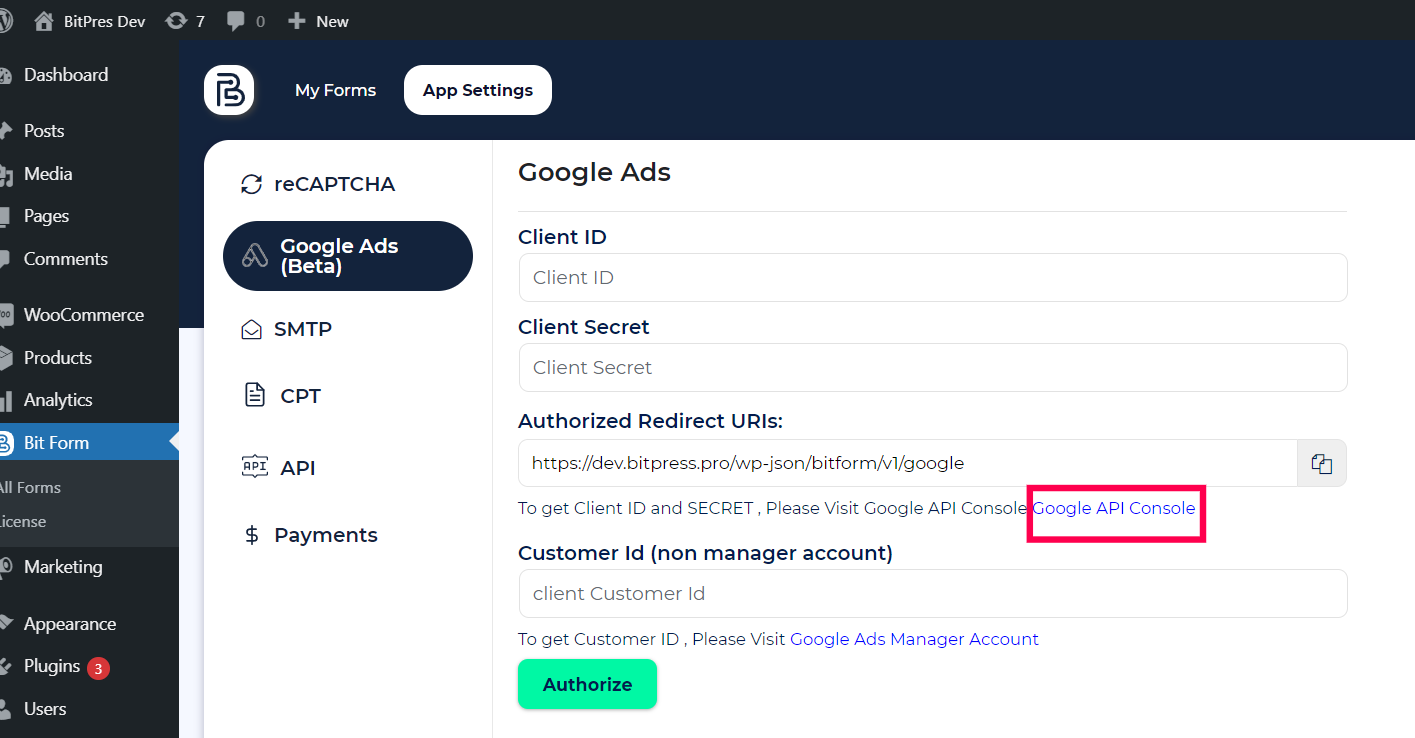 BitPres Dev 7 0 New
Dashboard
Posts
Media
Pages
Comments
WooCommerce
Products
Analytics
Bit Form
All Forms
License
Marketing
Appearance
Plugins 3
Users
My Forms App Settings
reCAPTCHA
Google Ads
(Beta)
SMTP
CPT
API API
$ Payments
Google Ads
Client ID
Client ID
Client Secret
Client Secret
Authorized Redirect URIs:
https://dev.bitpress.pro/wp-json/bitform/v1/google
To get Client ID and SECRET , Please Visit Google API Console Google API Console
Customer Id (non manager account)
client Customer Id
To get Customer ID , Please Visit Google Ads Manager Account
Authorize